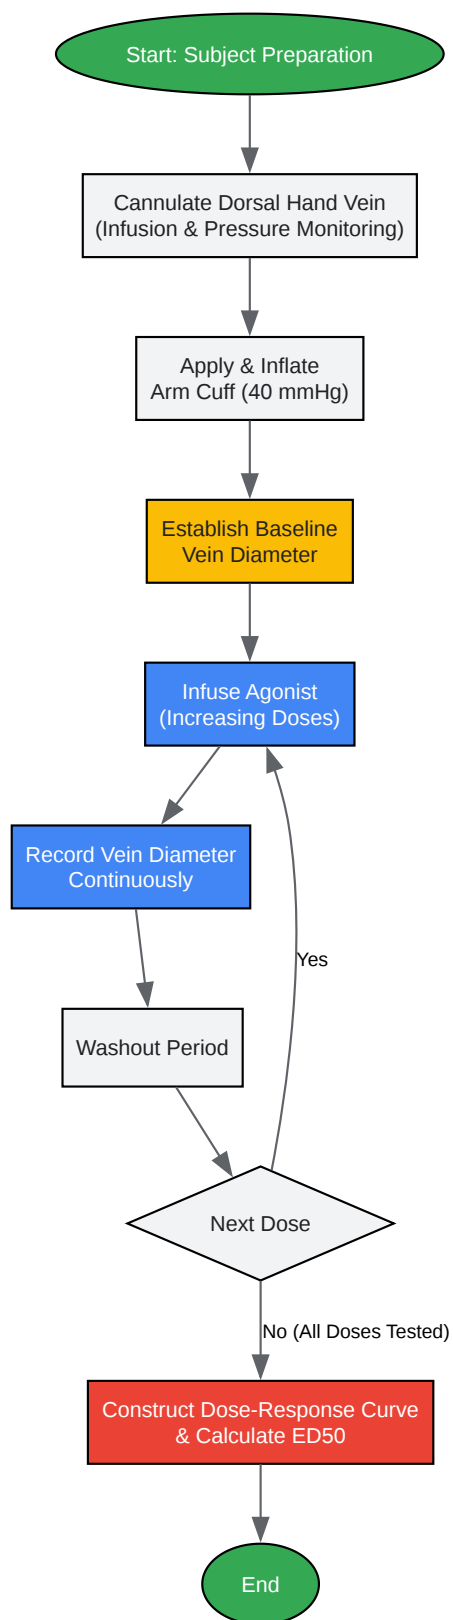 Start: Subject Preparation
Cannulate Dorsal Hand Vein
(Infusion & Pressure Monitoring)
Apply & Inflate
Arm Cuff (40 mmHg)
Establish Baseline
Vein Diameter
Infuse Agonist
(Increasing Doses)
Record Vein Diameter
Continuously
Yes
Washout Period
Next Dose
No (All Doses Tested)
Construct Dose-Response Curve
& Calculate ED50
End